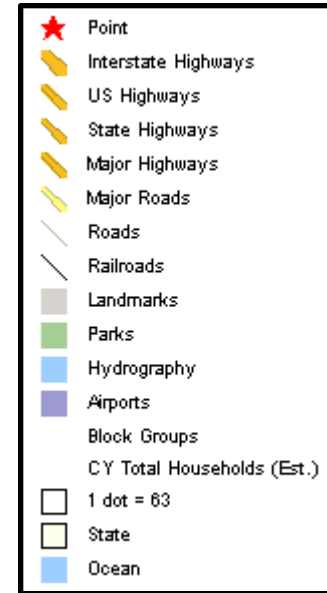 Point
Interstate Highways
US Highways
State Highways
Major Highways
Major Roads
Roads
Railroads
Landmarks
Parks
Hydrography
Airports
Block Groups
CY Total Households (Est.)
1 dot = 63
State
Ocean